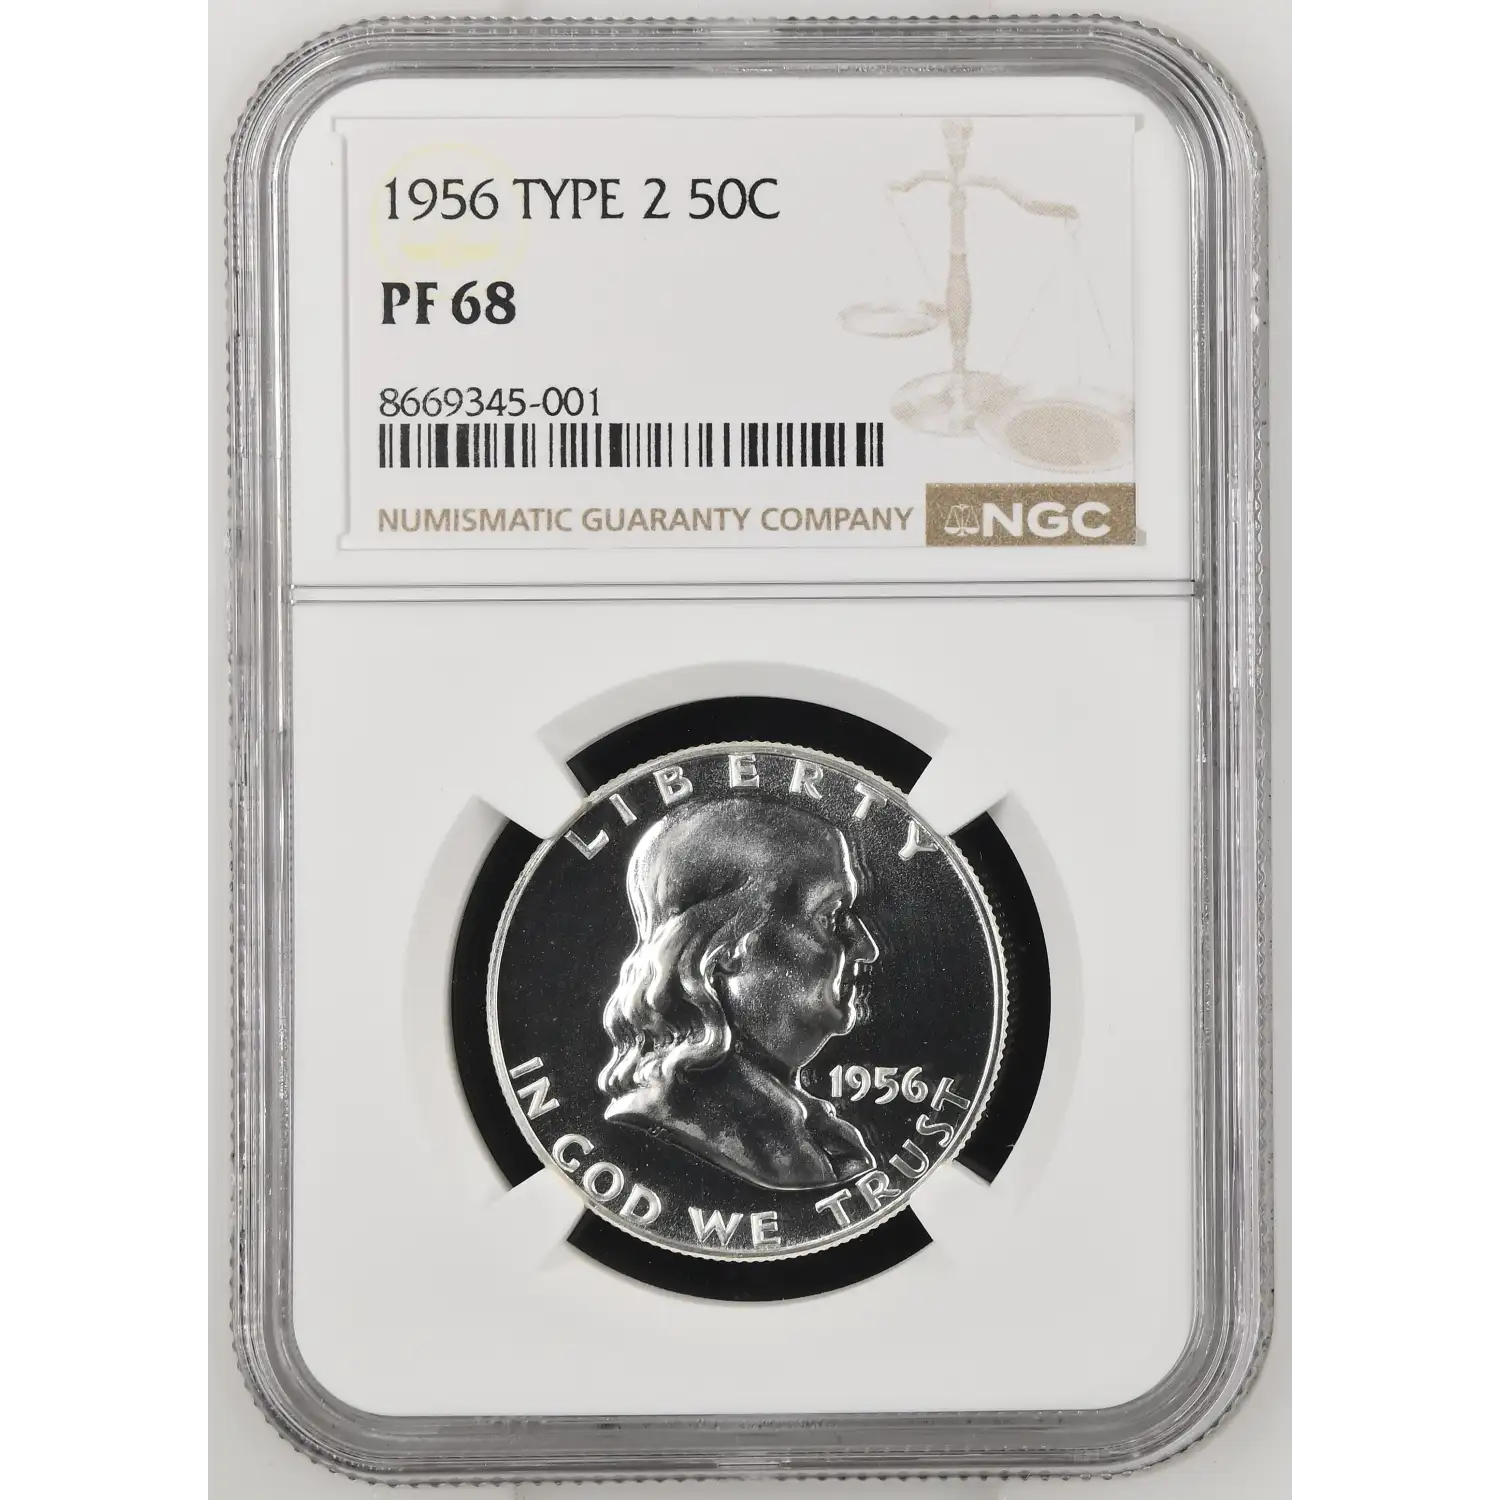 1956 TYPE 2 50C
PF 68
8669345-001
NUMISMATIC GUARANTY COMPANY NGC
LIBERTY
1956
IN GOD WE TRUST